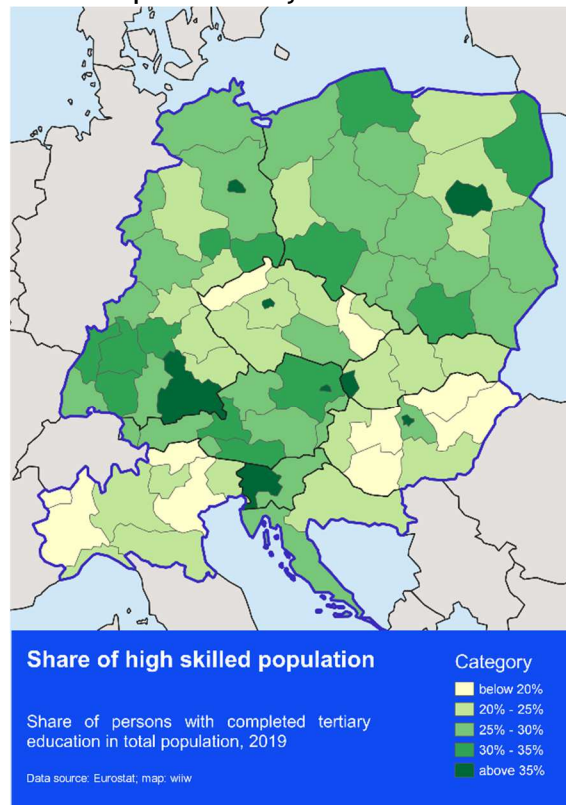 Share of high skilled population
Share of persons with completed tertiary
education in total population, 2019
Data source: Eurostat; map: wiiw
Category
below 20%
20% - 25%
25% - 30%
30% - 35%
above 35%